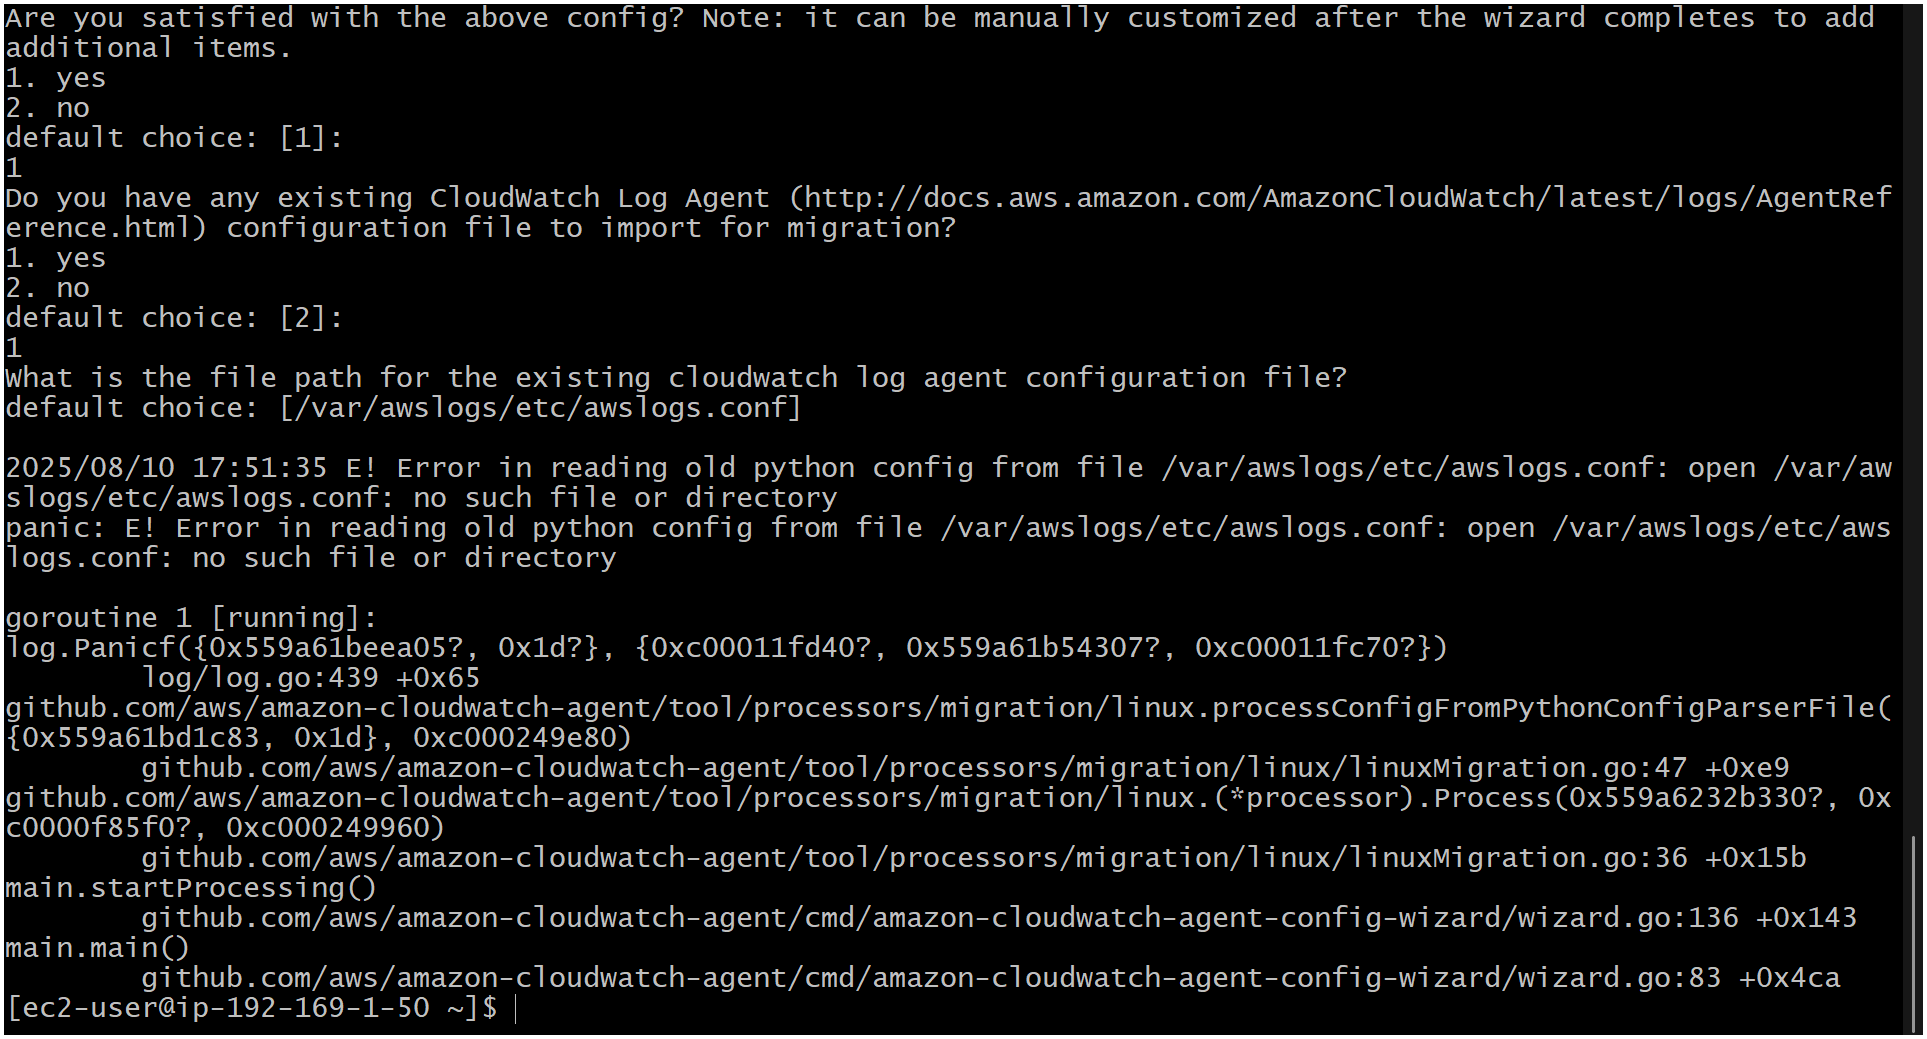 Are you satisfied with the above config? Note: it can be manually customized after the wizard completes to add
additional items.
1. yes
2. no
default choice: [1]:
1
Do you have any existing CloudWatch Log Agent (http://docs.aws.amazon.com/AmazonCloudWatch/latest/logs/AgentRef
erence.html) configuration file to import for migration?
1. yes
2. no
default choice: [2]:
1
What is the file path for the existing cloudwatch log agent configuration file?
default choice: [/var/awslogs/etc/awslogs.conf]

2025/08/10 17:51:35 E! Error in reading old python config from file /var/awslogs/etc/awslogs.conf: open /var/aw
slogs/etc/awslogs.conf: no such file or directory
panic: E! Error in reading old python config from file /var/awslogs/etc/awslogs.conf: open /var/awslogs/etc/aws
logs.conf: no such file or directory

goroutine 1 [running]:
log.Panicf({0x559a61beea05?, 0x1d?}, {0xc00011fd40?, 0x559a61b54307?, 0xc00011fc70?})
        log/log.go:439 +0x65
github.com/aws/amazon-cloudwatch-agent/tool/processors/migration/linux.processConfigFromPythonConfigParserFile(
{0x559a61bd1c83, 0x1d}, 0xc000249e80)
        github.com/aws/amazon-cloudwatch-agent/tool/processors/migration/linux/linuxMigration.go:47 +0xe9
github.com/aws/amazon-cloudwatch-agent/tool/processors/migration/linux.(*processor).Process(0x559a6232b330?, 0x
c0000f85f0?, 0xc000249960)
        github.com/aws/amazon-cloudwatch-agent/tool/processors/migration/linux/linuxMigration.go:36 +0x15b
main.startProcessing()
        github.com/aws/amazon-cloudwatch-agent/cmd/amazon-cloudwatch-agent-config-wizard/wizard.go:136 +0x143
main.main()
        github.com/aws/amazon-cloudwatch-agent/cmd/amazon-cloudwatch-agent-config-wizard/wizard.go:83 +0x4ca
[ec2-user@ip-192-169-1-50 ~]$